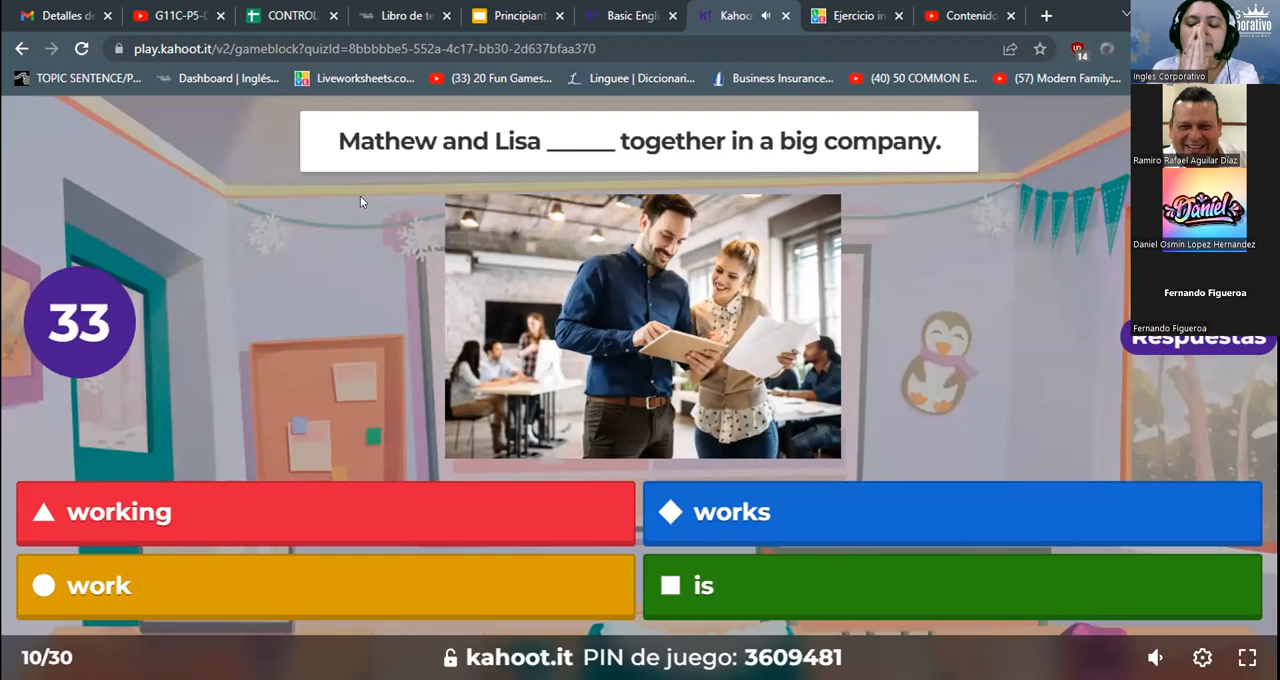 Detalles de
G11C-P5-
CONTROL
Libro de te
Principiant
Basic Engli
Kahoo
Ejercicio in
Contenido
play.kahoot.it/v2/gameblock?quizId=8bbbbbe5-552a-4c17-bb30-2d637bfaa370
14
TOPIC SENTENCE/P...
Dashboard | Inglés...
Liveworksheets.co...
(33) 20 Fun Games...
Linguee | Diccionari...
Business Insurance...
(40) 50 COMMON E...
(57) Modern Family:...
Ingles Corporativo
Ramiro Rafael Aguilar Díaz
Daniel
Daniel Osmin Lopez Hernandez
Fernando Figueroa
Fernando Figueroa
Mathew and Lisa ______ together in a big company.
33
Respuestas
working
works
work
is
10/30
kahoot.it PIN de juego: 3609481